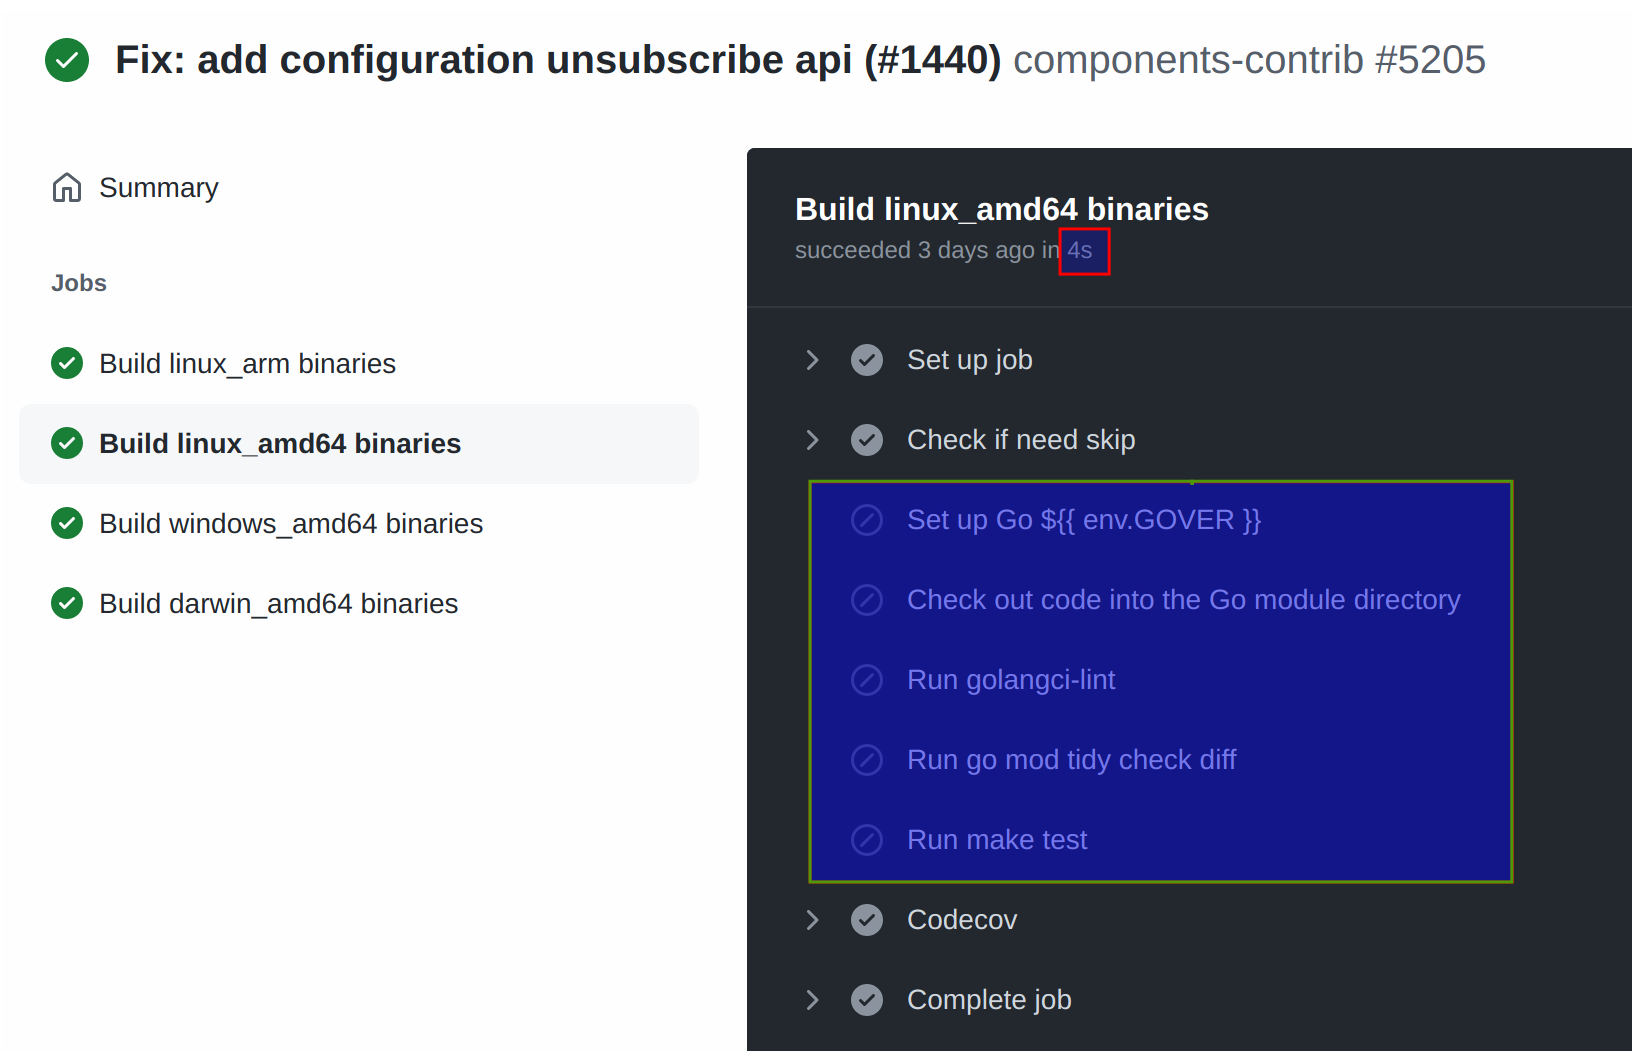 Fix: add configuration unsubscribe api (#1440) components-contrib #5205
Summary
Jobs
Build linux_arm binaries
Build linux_amd64 binaries
Build windows_amd64 binaries
Build darwin_amd64 binaries
Build linux_amd64 binaries
succeeded 3 days ago in 4s
Set up job
Check if need skip
Set up Go ${{ env.GOVER }}
Check out code into the Go module directory
Run golangci-lint
Run go mod tidy check diff
Run make test
Codecov
Complete job